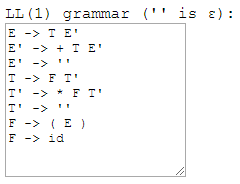 LL(1) grammar ('' is ε):
E -> T E'
E' -> + T E'
E' -> ''
T -> F T'
T' -> * F T'
T' -> ''
F -> ( E )
F -> id